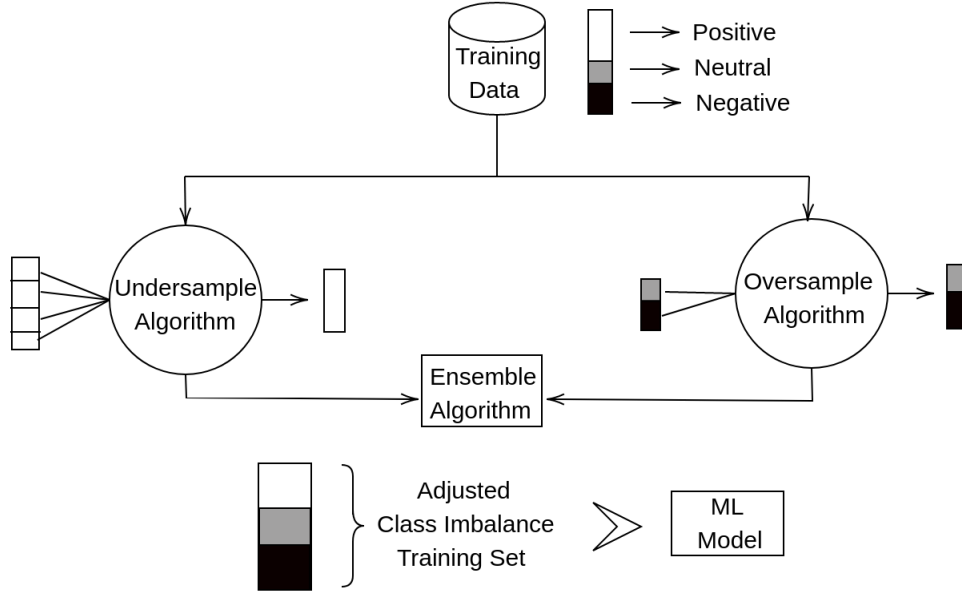 Training
Data
Positive
Neutral
Negative
Undersample
Algorithm
Oversample
Algorithm
Ensemble
Algorithm
Adjusted
Class Imbalance
Training Set
ML
Model